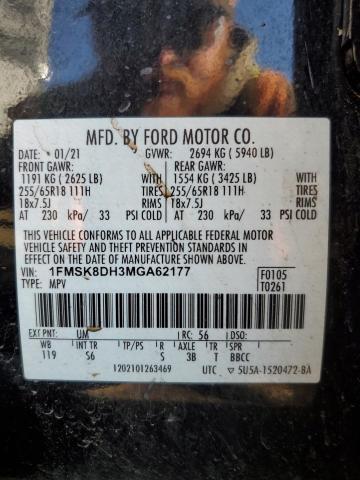 MFD. BY FORD MOTOR CO.
DATE: 01/21 GVWR: 2694 KG ( 5940 LB)
FRONT GAWR: REAR GAWR:
1191 KG ( 2625 LB) WITH 1554 KG ( 3425 LB) WITH
255/65R18 111H TIRES 255/65R18 111H TIRES
18x7.5J RIMS 18x7.5J RIMS
AT 230 kPa/ 33 PSI COLD AT 230 kPa/ 33 PSI COLD
THIS VEHICLE CONFORMS TO ALL APPLICABLE FEDERAL MOTOR
VEHICLE SAFETY AND THEFT PREVENTION STANDARDS IN
EFFECT ON THE DATE OF MANUFACTURE SHOWN ABOVE.
VIN: 1FMSK8DH3MGA62177 F0105
TYPE: MPV T0261
EXT PNT: UM RC: 56 DSO:
WB INT TR TP/PS R AXLE TR SPR
119 S6 S 3B T BBCC
1202101263469 UTC ▽ 5U5A-1520472-BA